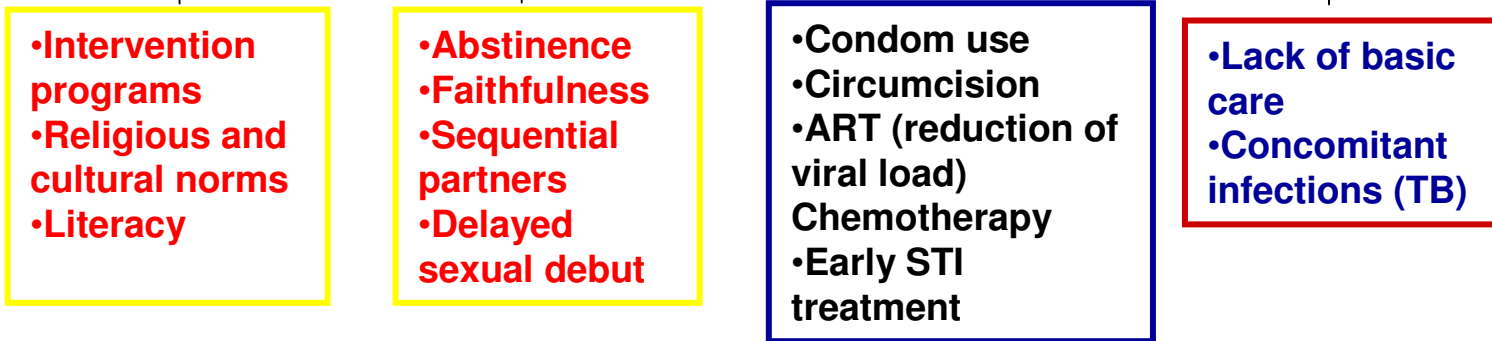 •Intervention
programs
•Religious and
cultural norms
•Literacy
•Abstinence
•Faithfulness
•Sequential
partners
•Delayed
sexual debut
•Condom use
•Circumcision
•ART (reduction of
viral load)
Chemotherapy
•Early STI
treatment
•Lack of basic
care
•Concomitant
infections (TB)